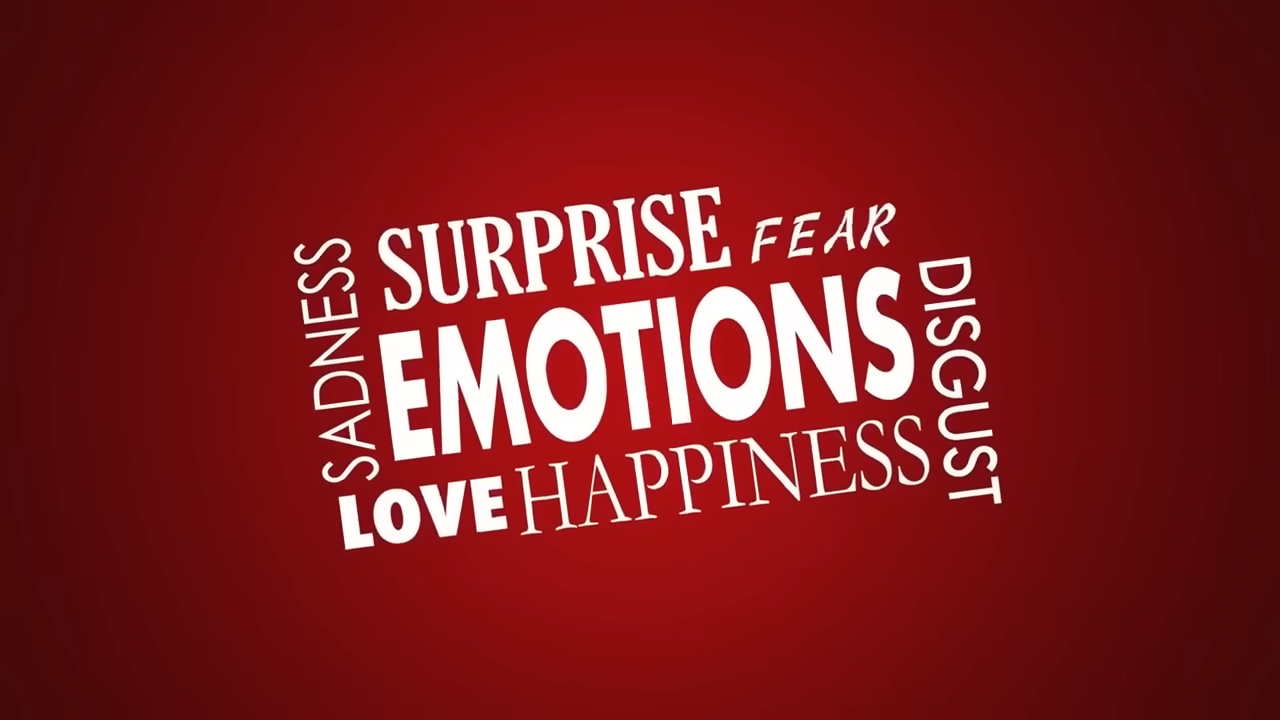 SADNESS
SURPRISE FEAR
EMOTIONS
DISGUST
LOVE HAPPINESS